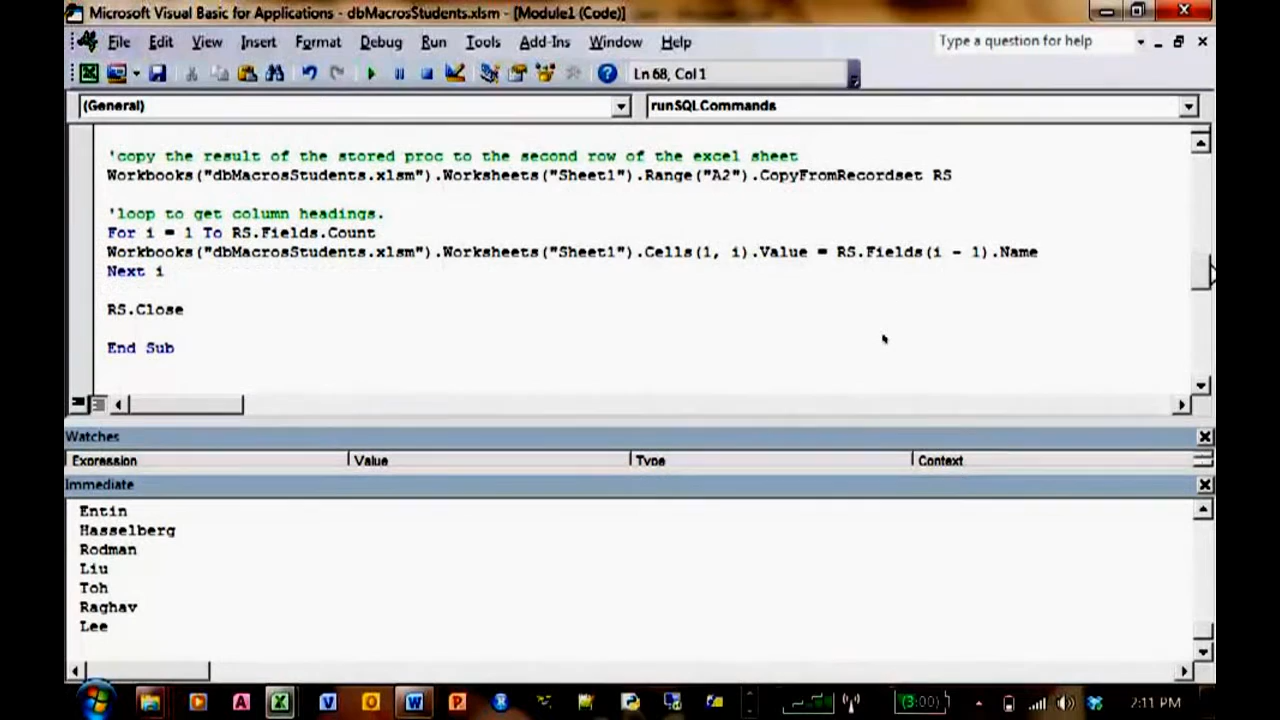 Microsoft Visual Basic for Applications - dbMacrosStudents.xlsm - [Module1 (Code)]
File Edit View Insert Format Debug Run Tools Add-Ins Window Help Type a question for help
Ln 68, Col 1
(General) runSQLCommands
'copy the result of the stored proc to the second row of the excel sheet
Workbooks("dbMacrosStudents.xlsm").Worksheets("Sheet1").Range("A2").CopyFromRecordset RS
'loop to get column headings.
For i = 1 To RS.Fields.Count
Workbooks("dbMacrosStudents.xlsm").Worksheets("Sheet1").Cells(1, i).Value = RS.Fields(i - 1).Name
Next i
RS.Close
End Sub
Watches
Expression Value Type Context
Immediate
Entin
Hasselberg
Rodman
Liu
Toh
Raghav
Lee
(3:00) 2:11 PM